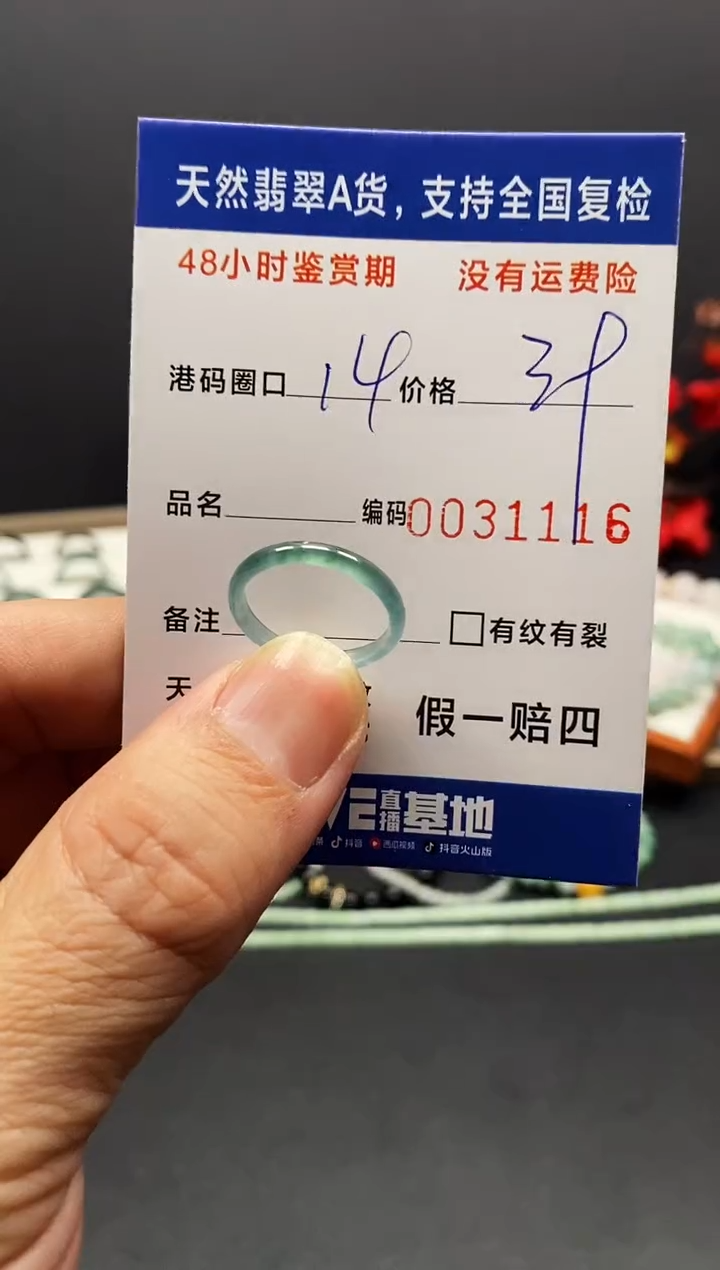 天然翡翠A货，支持全国复检
48小时鉴赏期 没有运费险
港码圈口 14 价格 39
品名 编码 0031116
备注 有纹有裂
天 假一赔四
直播基地
抖音 西瓜视频 抖音火山版